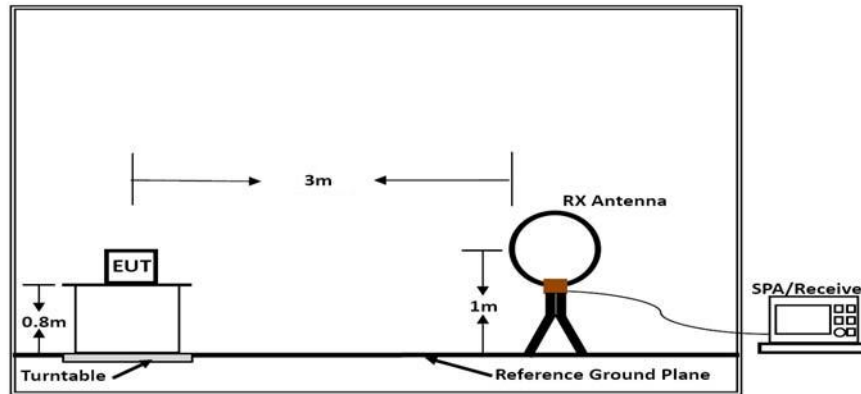 3m
RX Antenna
EUT
1m
0.8m
SPA/Receive
Turntable
Reference Ground Plane